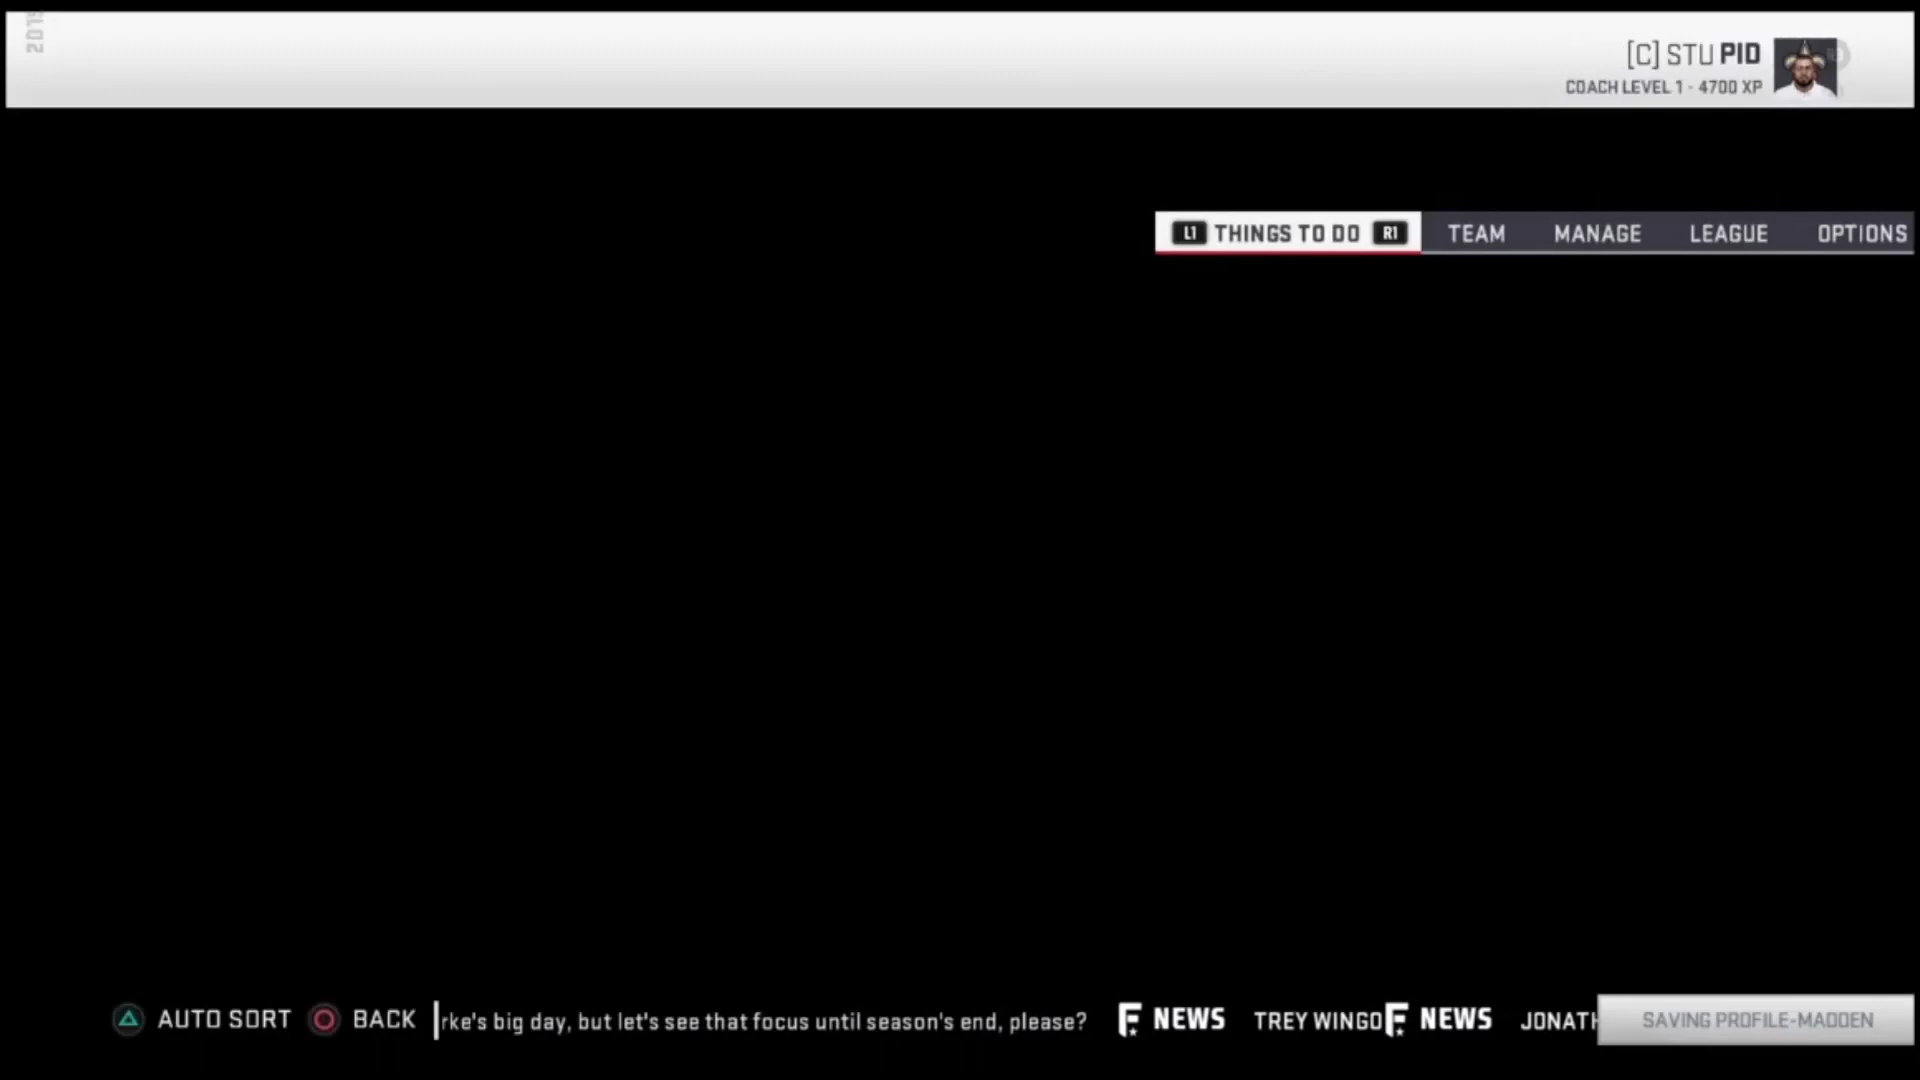 [C] STU PID
COACH LEVEL 1 - 4700 XP
L1 THINGS TO DO R1 TEAM MANAGE LEAGUE OPTIONS
AUTO SORT BACK rke's big day, but let's see that focus until season's end, please? NEWS TREY WINGO NEWS JONATH SAVING PROFILE-MADDEN